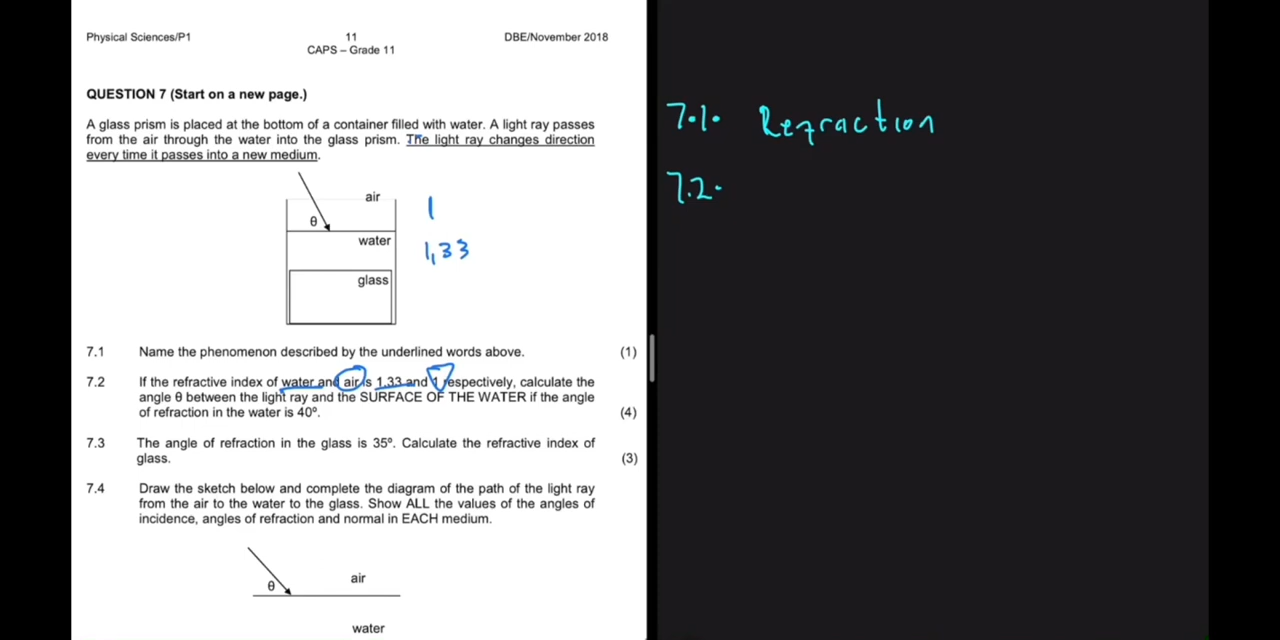 Physical Sciences/P1 11 DBE/November 2018
CAPS – Grade 11
QUESTION 7 (Start on a new page.)
A glass prism is placed at the bottom of a container filled with water. A light ray passes
from the air through the water into the glass prism. The light ray changes direction
every time it passes into a new medium.
air
θ
water
glass
1
1,33
7.1 Name the phenomenon described by the underlined words above. (1)
7.2 If the refractive index of water and air is 1,33 and 1 respectively, calculate the
angle θ between the light ray and the SURFACE OF THE WATER if the angle
of refraction in the water is 40º. (4)
7.3 The angle of refraction in the glass is 35º. Calculate the refractive index of
glass. (3)
7.4 Draw the sketch below and complete the diagram of the path of the light ray
from the air to the water to the glass. Show ALL the values of the angles of
incidence, angles of refraction and normal in EACH medium.
air
θ
water
7.1. Refraction
7.2.